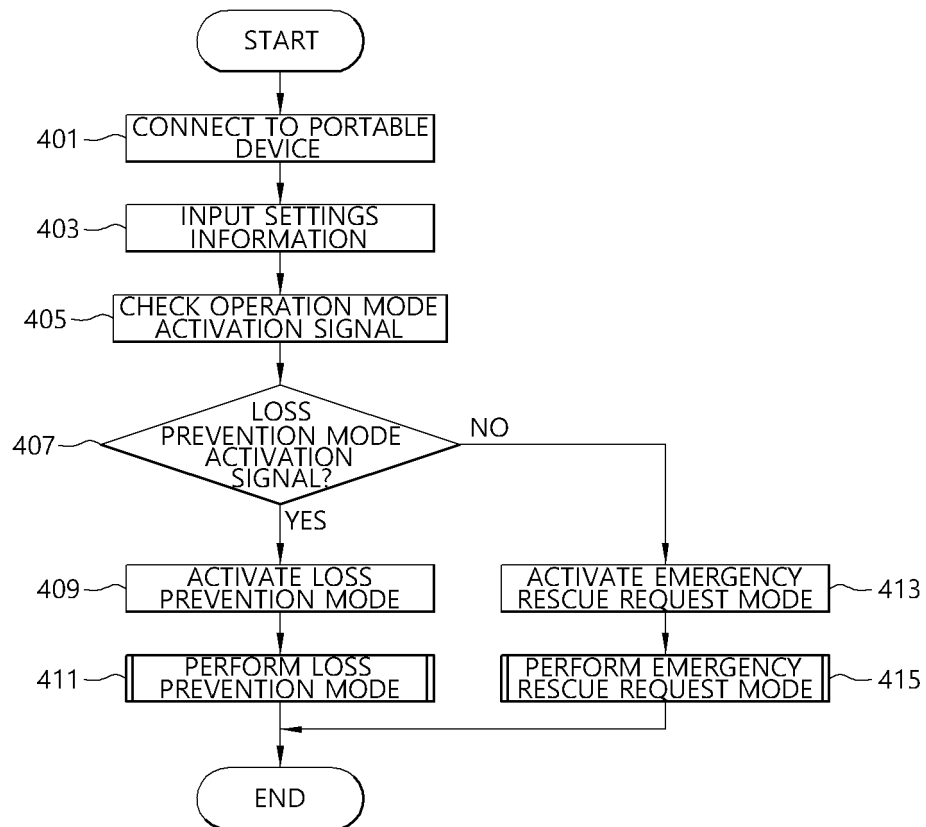 START
401
CONNECT TO PORTABLE
DEVICE
403
INPUT SETTINGS
INFORMATION
405
CHECK OPERATION MODE
ACTIVATION SIGNAL
407
LOSS
PREVENTION MODE
ACTIVATION
SIGNAL?
NO
YES
409
ACTIVATE LOSS
PREVENTION MODE
ACTIVATE EMERGENCY
RESCUE REQUEST MODE
413
411
PERFORM LOSS
PREVENTION MODE
PERFORM EMERGENCY
RESCUE REQUEST MODE
415
END